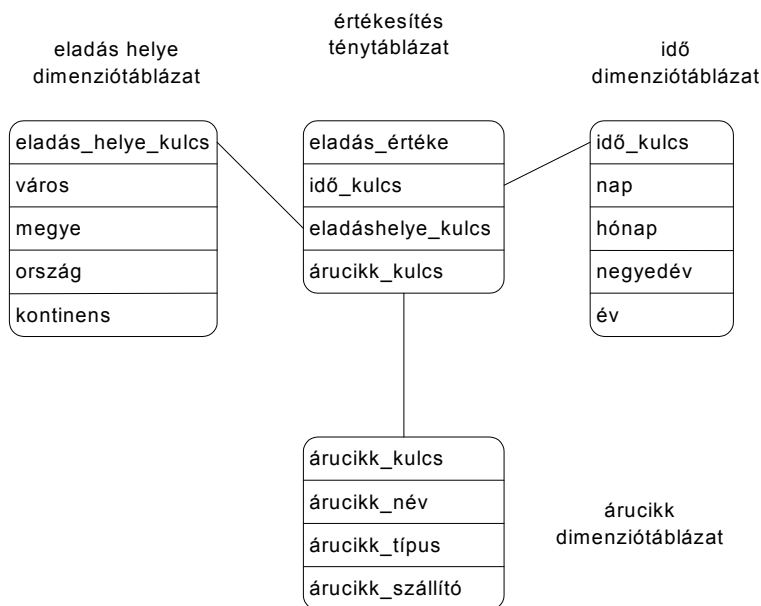 eladás helye
dimenziótáblázat
értékesítés
ténytáblázat
idő
dimenziótáblázat
eladás_helye_kulcs
város
megye
ország
kontinens
eladás_értéke
idő_kulcs
eladáshelye_kulcs
árucikk_kulcs
idő_kulcs
nap
hónap
negyedév
év
árucikk_kulcs
árucikk_név
árucikk_típus
árucikk_szállító
árucikk
dimenziótáblázat